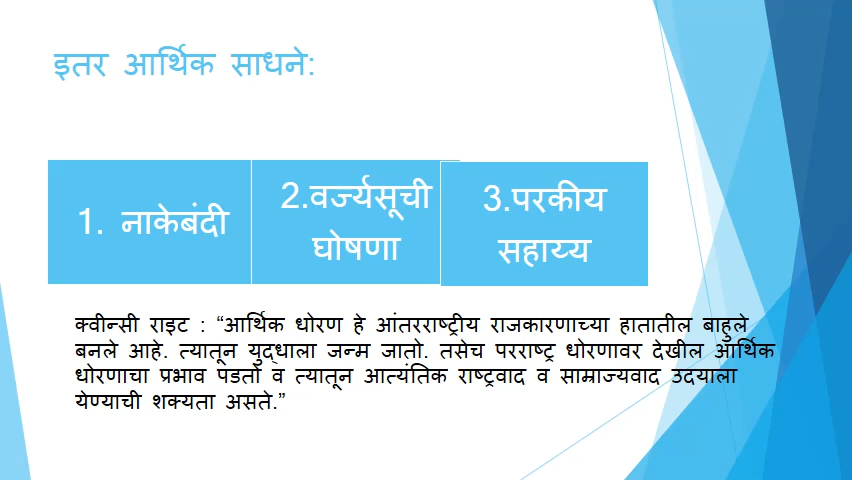 इतर आर्थिक साधने:
1. नाकेबंदी
2.वर्ज्यसूची
घोषणा
3.परकीय
सहाय्य
क्वीन्सी राइट : “आर्थिक धोरण हे आंतरराष्ट्रीय राजकारणाच्या हातातील बाहुले
बनले आहे. त्यातून युद्धाला जन्म जातो. तसेच परराष्ट्र धोरणावर देखील आर्थिक
धोरणाचा प्रभाव पडतो व त्यातून आत्यंतिक राष्ट्रवाद व साम्राज्यवाद उदयाला
येण्याची शक्यता असते.”